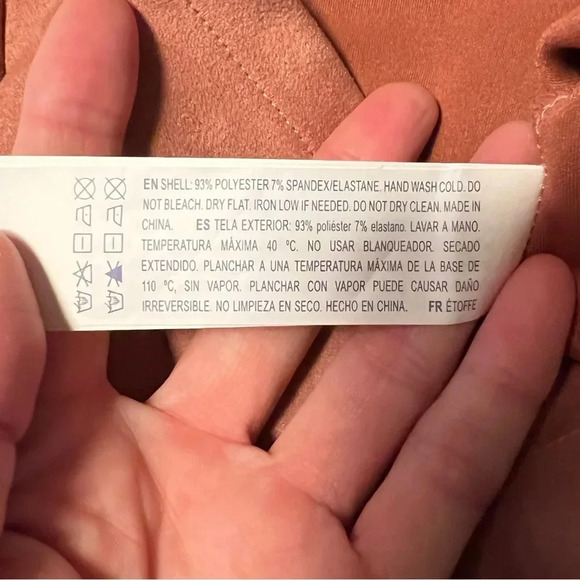 EN SHELL: 93% POLYESTER 7% SPANDEX/ELASTANE. HAND WASH COLD. DO
NOT BLEACH. DRY FLAT. IRON LOW IF NEEDED. DO NOT DRY CLEAN. MADE IN
CHINA. ES TELA EXTERIOR: 93% poliéster 7% elastano. LAVAR A MANO.
TEMPERATURA MÁXIMA 40 ºC. NO USAR BLANQUEADOR. SECADO
EXTENDIDO. PLANCHAR A UNA TEMPERATURA MÁXIMA DE LA BASE DE
110 ºC, SIN VAPOR. PLANCHAR CON VAPOR PUEDE CAUSAR DAÑO
IRREVERSIBLE. NO LIMPIEZA EN SECO. HECHO EN CHINA. FR ÉTOFFE